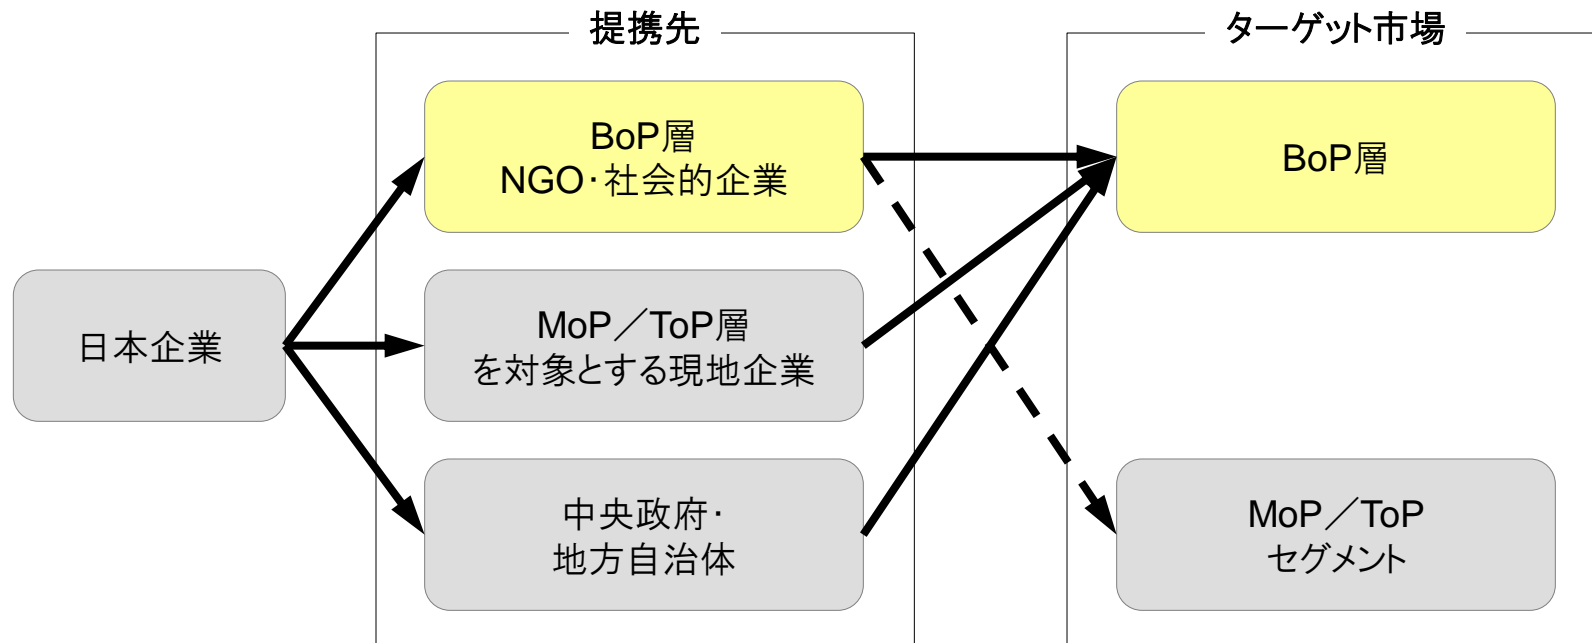 提携先
ターゲット市場
BoP層
NGO・社会的企業
BoP層
日本企業
MoP／ToP層
を対象とする現地企業
中央政府・
地方自治体
MoP／ToP
セグメント